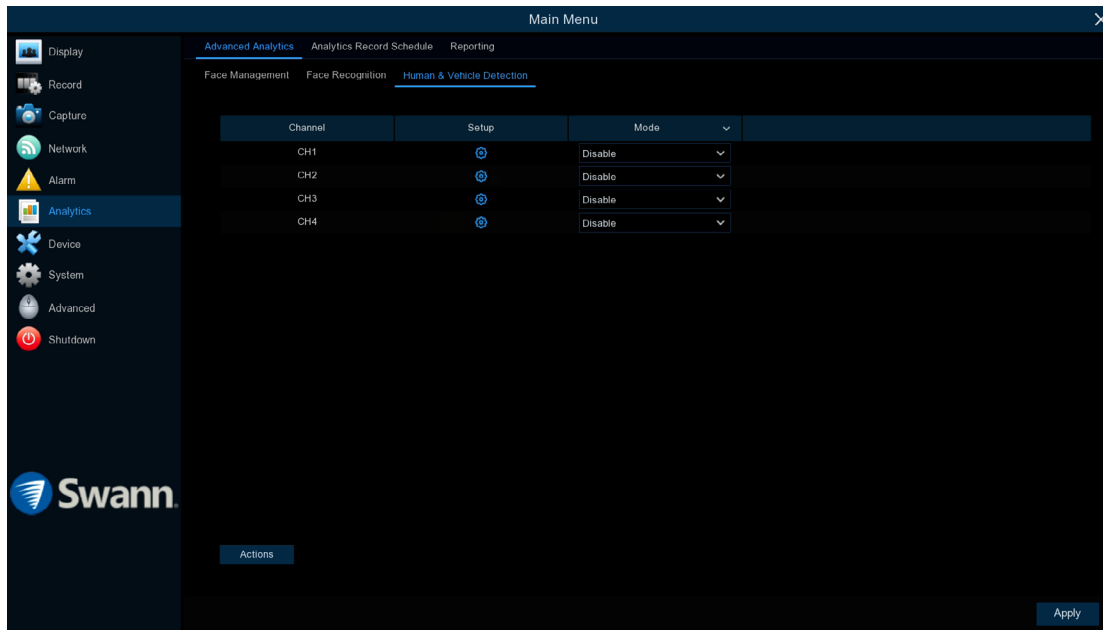 Main Menu
Display
Record
Capture
Network
Alarm
Analytics
Device
System
Advanced
Shutdown
Swann
Advanced Analytics Analytics Record Schedule Reporting
Face Management Face Recognition Human & Vehicle Detection
Channel Setup Mode
CH1 Disable
CH2 Disable
CH3 Disable
CH4 Disable
Actions
Apply